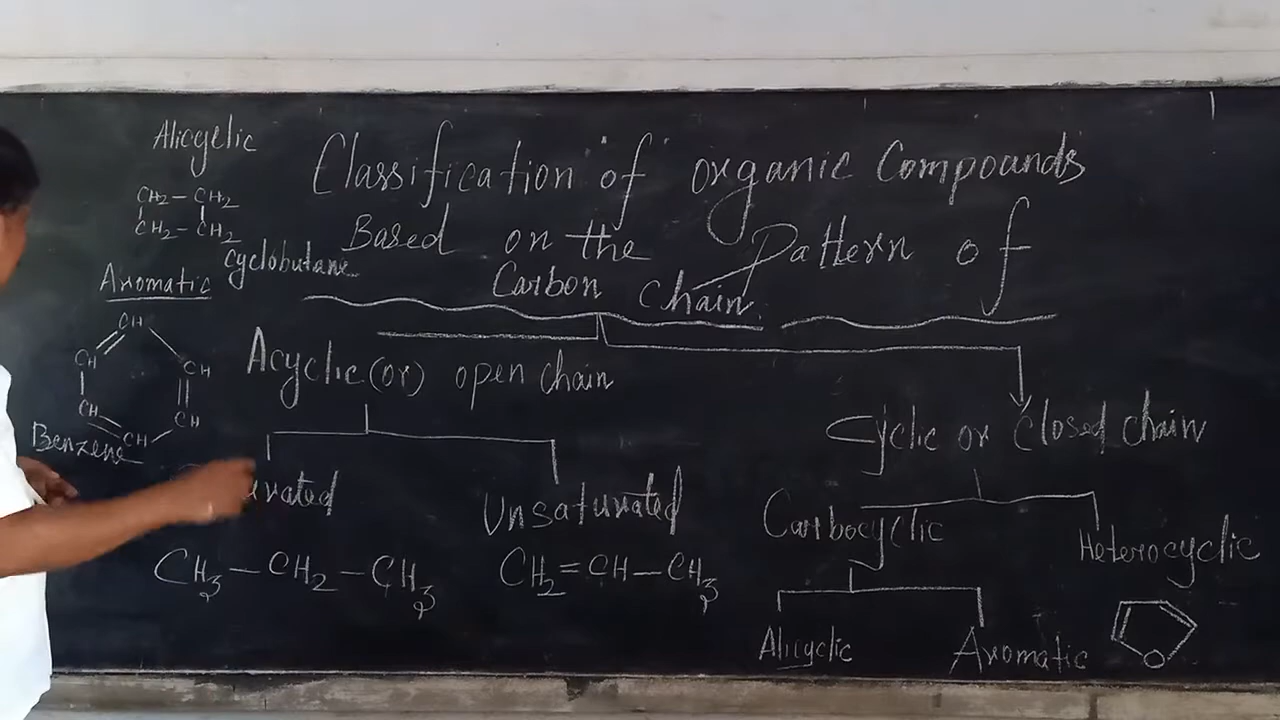 Alicyclic
CH2 – CH2
CH2 – CH2
Cyclobutane
Aromatic
CH
CH
CH
CH
CH
CH
Benzene
Classification of organic Compounds
Based on the Pattern of
Carbon Chain.
Acyclic (or) open chain
Unsaturated
CH3 – CH2 – CH3
CH2 = CH – CH3
Cyclic or Closed chain
Carbocyclic
Heterocyclic
Alicyclic
Aromatic
O